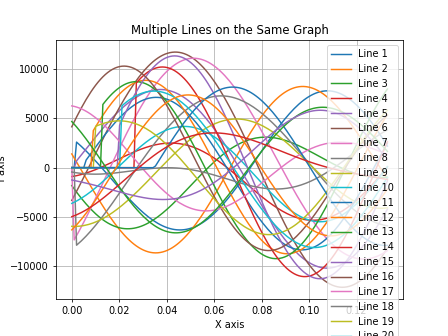 Multiple Lines on the Same Graph
10000
5000
0
−5000
−10000
0.00
0.02
0.04
0.06
0.08
0.10
X axis
axis
Line 1
Line 2
Line 3
Line 4
Line 5
Line 6
Line 7
Line 8
Line 9
Line 10
Line 11
Line 12
Line 13
Line 14
Line 15
Line 16
Line 17
Line 18
Line 19
Line 20